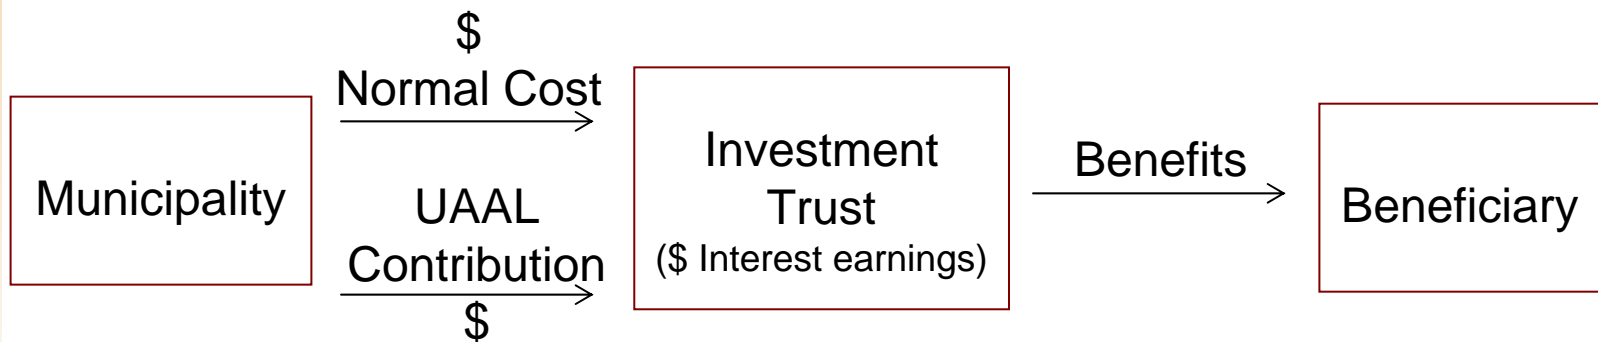 Municipality
$
Normal Cost
UAAL
Contribution
$
Investment
Trust
($ Interest earnings)
Benefits
Beneficiary